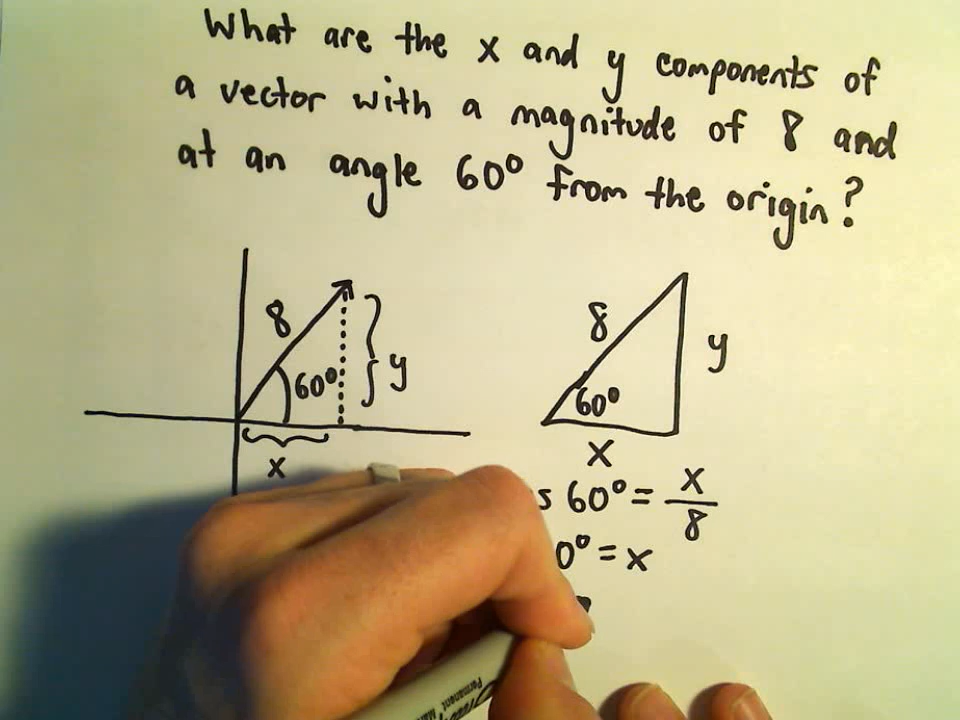 What are the x and y components of
a vector with a magnitude of 8 and
at an angle 60° from the origin?
8
60°
y
x
8
60°
y
x
s 60° = x/8
0° = x
Permanent